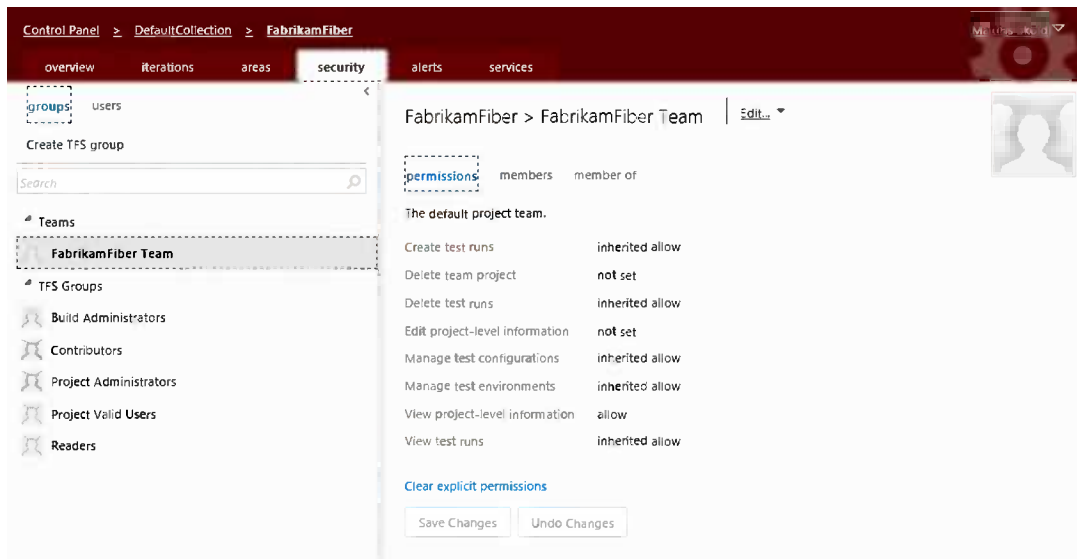 Control Panel > DefaultCollection > FabrikamFiber
overview iterations areas security alerts services
groups users
Create TFS group
Search
Teams
FabrikamFiber Team
TFS Groups
Build Administrators
Contributors
Project Administrators
Project Valid Users
Readers
FabrikamFiber > FabrikamFiber Team Edit...
permissions members member of
The default project team.
Create test runs inherited allow
Delete team project not set
Delete test runs inherited allow
Edit project-level information not set
Manage test configurations inherited allow
Manage test environments inherited allow
View project-level information allow
View test runs inherited allow
Clear explicit permissions
Save Changes Undo Changes